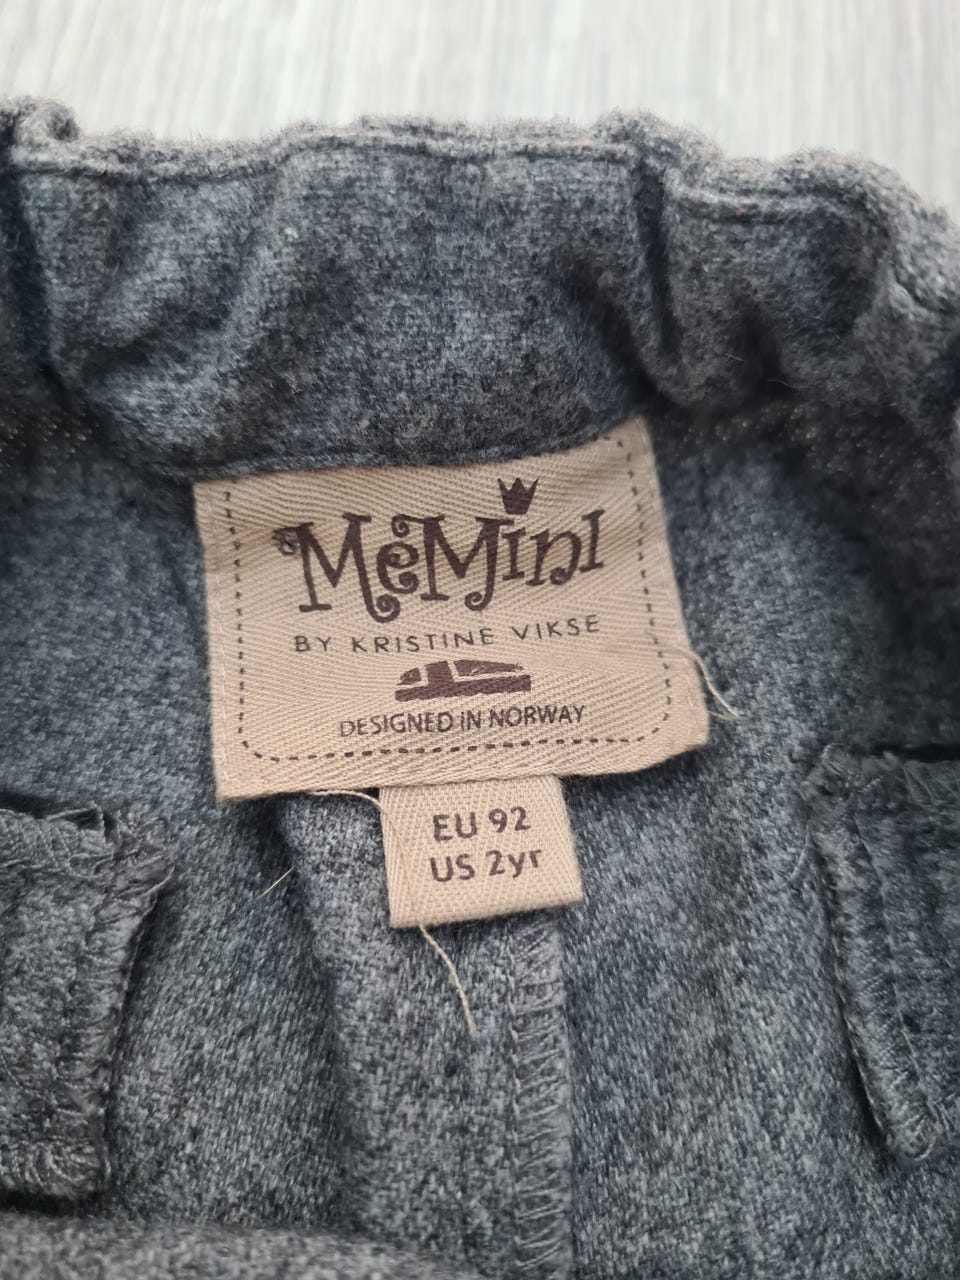 MeMini
BY KRISTINE VIKSE
DESIGNED iN NORWAY
EU 92
US 2yr